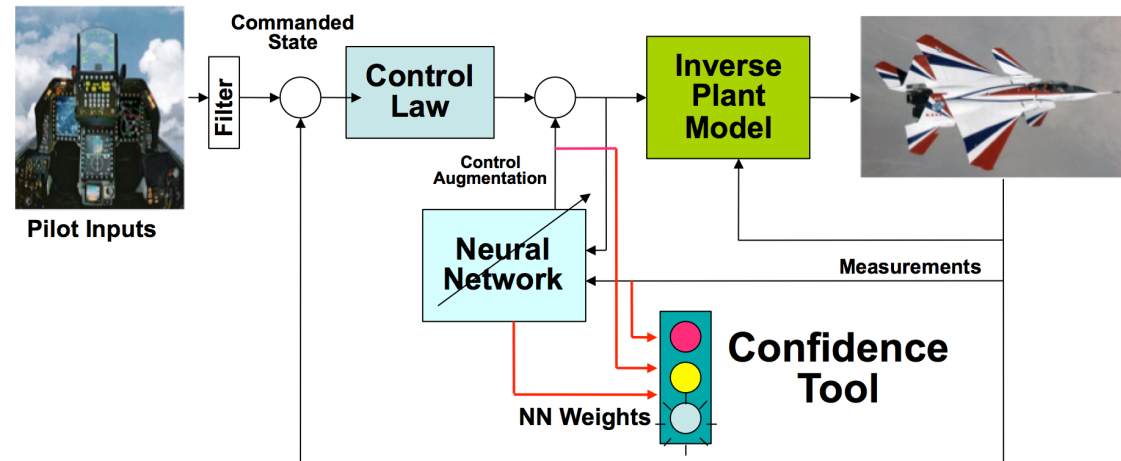 Commanded
State
Filter
Control
Law
Inverse
Plant
Model
Pilot Inputs
Control
Augmentation
Neural
Network
Measurements
Confidence
Tool
NN Weights